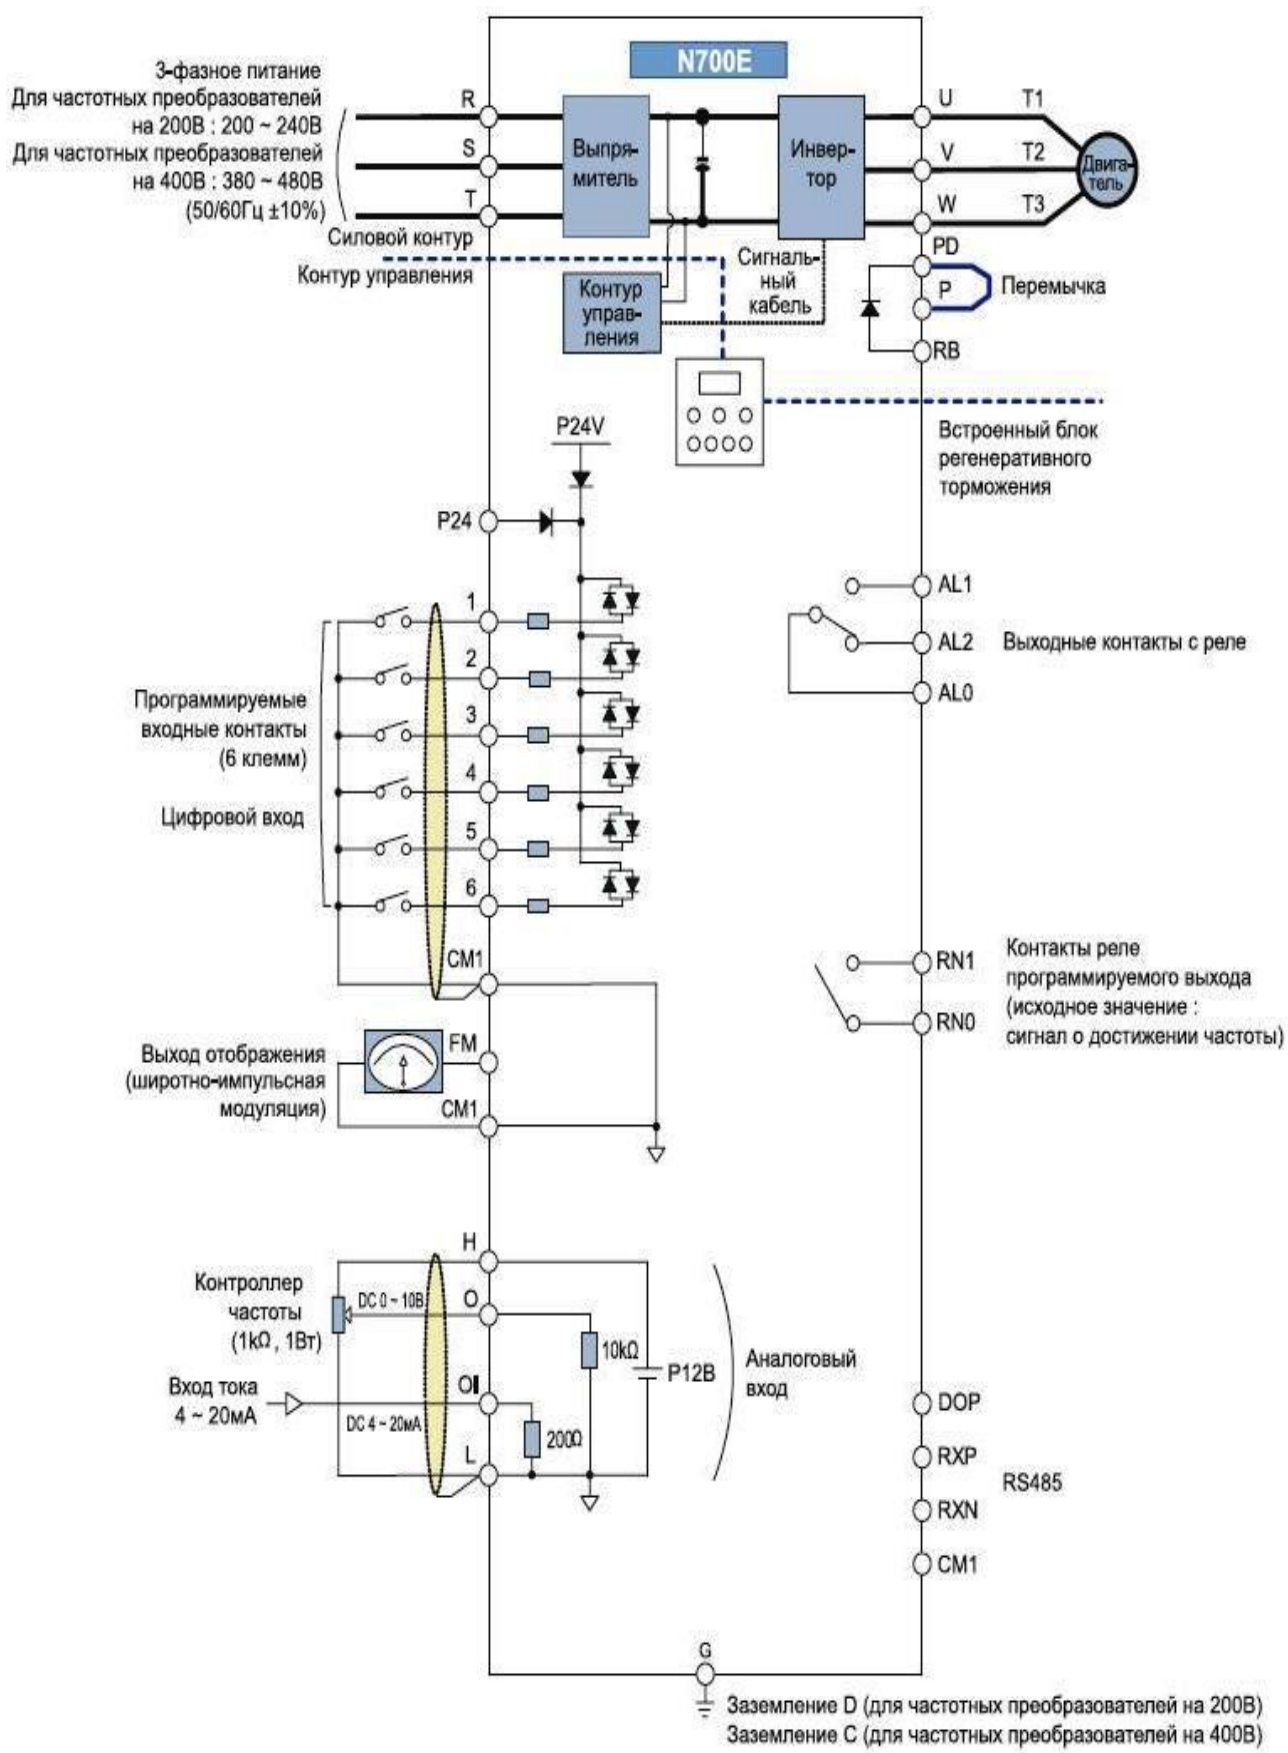 N700E
3-фазное питание
Для частотных преобразователей
на 200В : 200 ~ 240В
Для частотных преобразователей
на 400В : 380 ~ 480В
(50/60Гц ±10%)
R
S
T
Выпря-
митель
Инвер-
тор
U
V
W
T1
T2
T3
Двига-
тель
Силовой контур
Контур управления
Контур
управ-
ления
Сигналь-
ный
кабель
PD
P
RB
Перемычка
Встроенный блок
регенеративного
торможения
P24V
P24
1
2
3
4
5
6
CM1
Программируемые
входные контакты
(6 клемм)
Цифровой вход
AL1
AL2
AL0
Выходные контакты с реле
RN1
RN0
Контакты реле
программируемого выхода
(исходное значение :
сигнал о достижении частоты)
Выход отображения
(широтно-импульсная
модуляция)
FM
CM1
H
O
OI
L
Контроллер
частоты
(1kΩ , 1Вт)
DC 0 ~ 10В
Вход тока
4 ~ 20мА
DC 4 ~ 20мА
10kΩ
200Ω
P12В
Аналоговый
вход
DOP
RXP
RXN
CM1
RS485
G
Заземление D (для частотных преобразователей на 200В)
Заземление C (для частотных преобразователей на 400В)